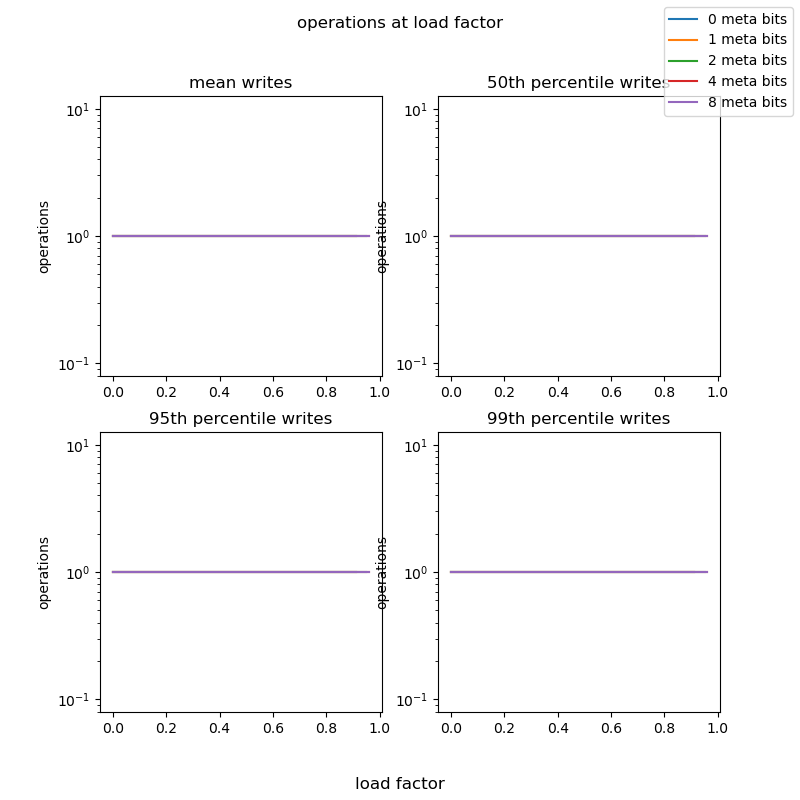 operations at load factor
0 meta bits
1 meta bits
2 meta bits
4 meta bits
8 meta bits
mean writes
10¹
10⁰
10⁻¹
operations
0.0 0.2 0.4 0.6 0.8 1.0
50th percentile writes
10¹
10⁰
10⁻¹
operations
0.0 0.2 0.4 0.6 0.8 1.0
95th percentile writes
10¹
10⁰
10⁻¹
operations
0.0 0.2 0.4 0.6 0.8 1.0
99th percentile writes
10¹
10⁰
10⁻¹
operations
0.0 0.2 0.4 0.6 0.8 1.0
load factor